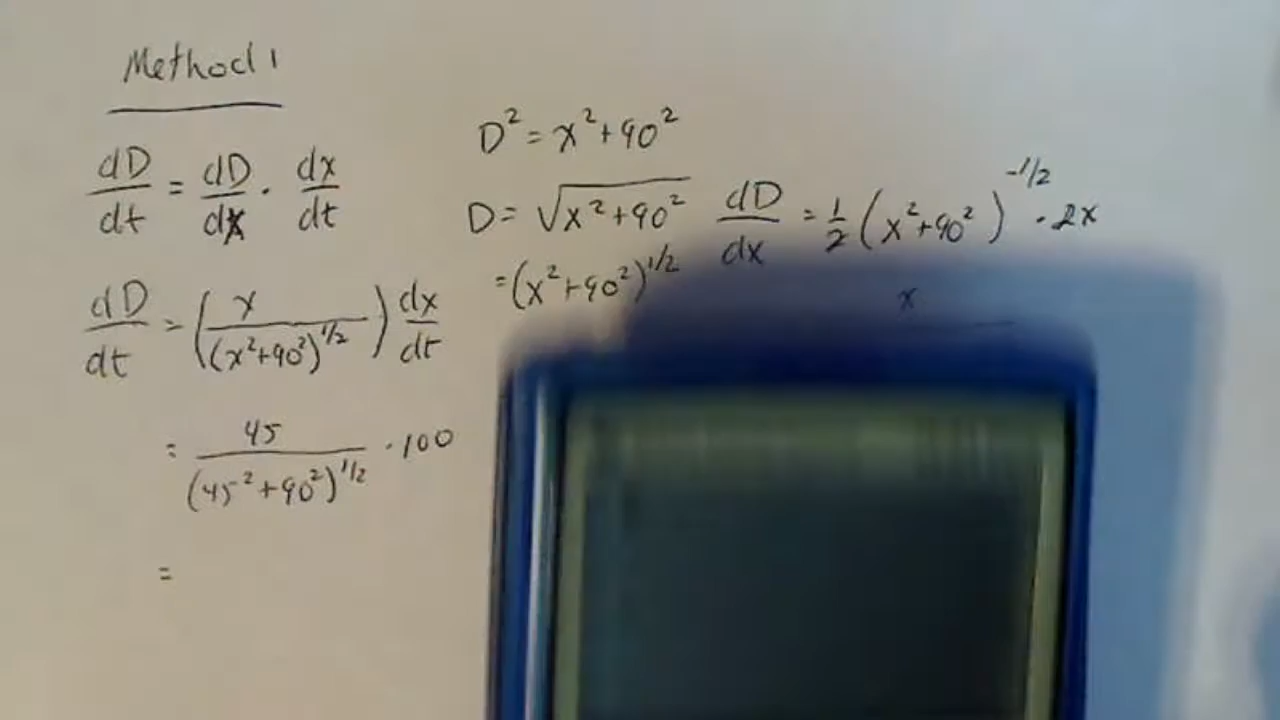 Method 1
dD/dt = dD/dx · dx/dt
D² = x² + 90²
D = √(x² + 90²)
= (x² + 90²)^1/2
dD/dx = 1/2 (x² + 90²)^-1/2 · 2x
x
dD/dt = (x/(x² + 90²)^1/2) dx/dt
= 45/(45² + 90²)^1/2 · 100
=